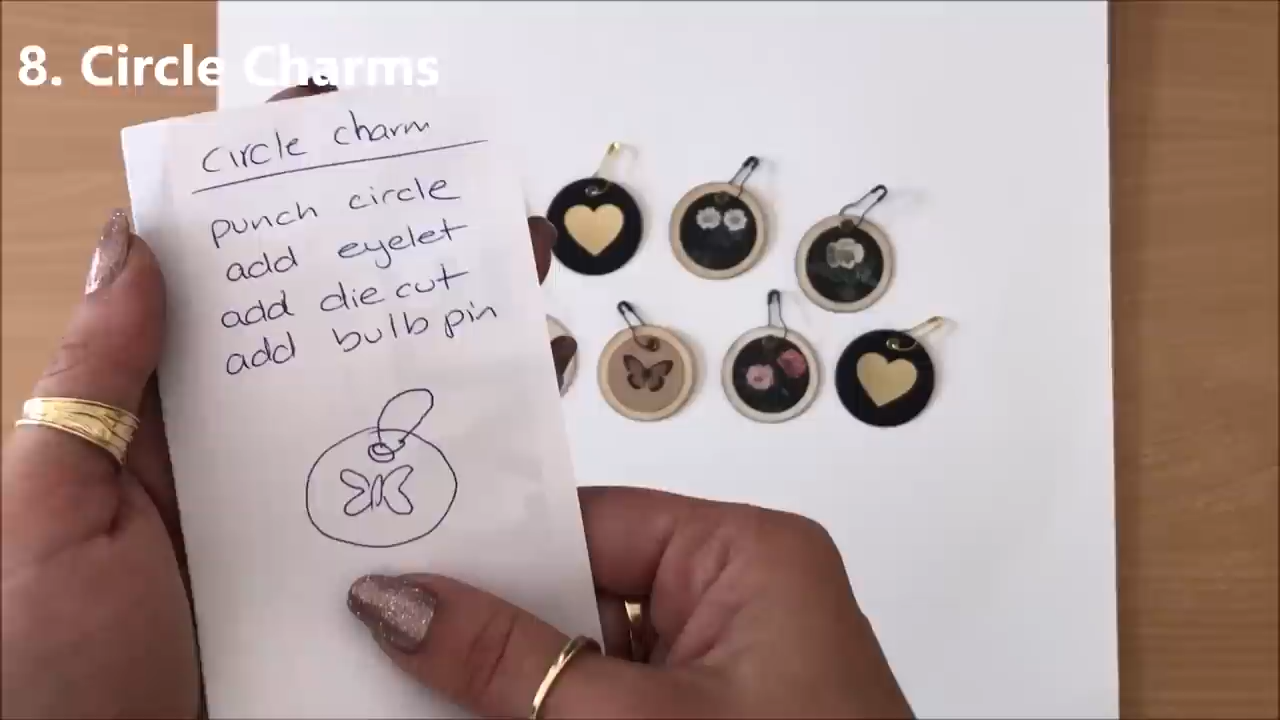 8. Circle Charms
circle charm
punch circle
add eyelet
add die cut
add bulb pin